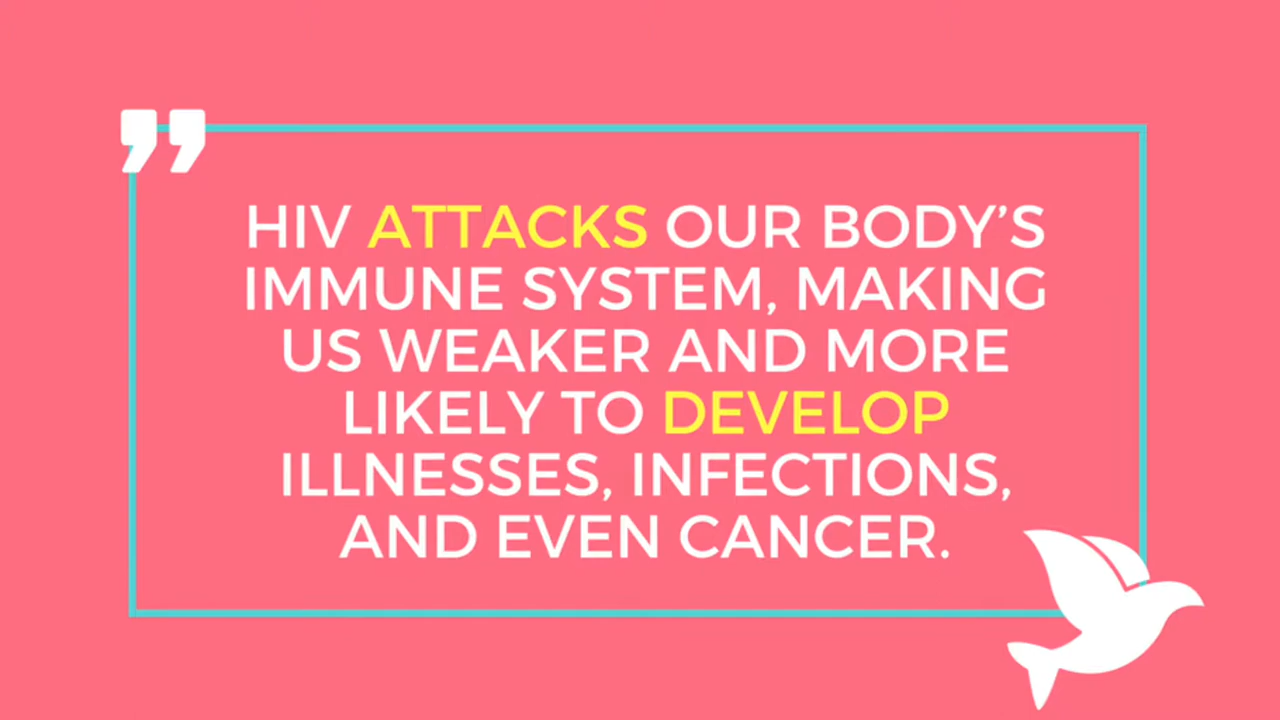 HIV ATTACKS OUR BODY’S
IMMUNE SYSTEM, MAKING
US WEAKER AND MORE
LIKELY TO DEVELOP
ILLNESSES, INFECTIONS,
AND EVEN CANCER.